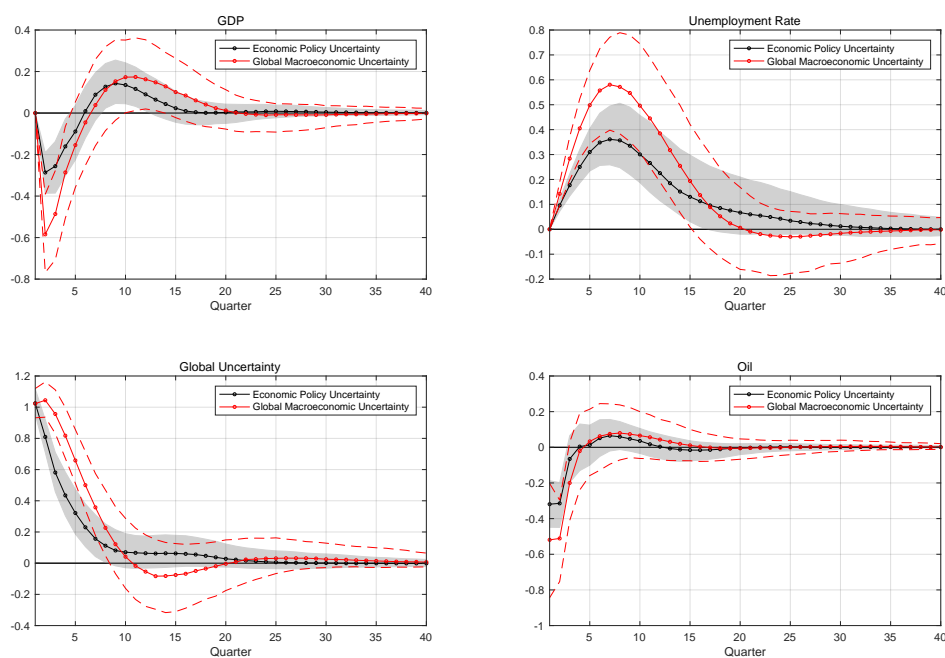 GDP
0.4
0.2
0
-0.2
-0.4
-0.6
-0.8
5 10 15 20 25 30 35 40
Quarter
Economic Policy Uncertainty
Global Macroeconomic Uncertainty
Unemployment Rate
0.8
0.7
0.6
0.5
0.4
0.3
0.2
0.1
0
-0.1
-0.2
5 10 15 20 25 30 35 40
Quarter
Economic Policy Uncertainty
Global Macroeconomic Uncertainty
Global Uncertainty
1.2
1
0.8
0.6
0.4
0.2
0
-0.2
-0.4
5 10 15 20 25 30 35 40
Quarter
Economic Policy Uncertainty
Global Macroeconomic Uncertainty
Oil
0.4
0.2
0
-0.2
-0.4
-0.6
-0.8
-1
5 10 15 20 25 30 35 40
Quarter
Economic Policy Uncertainty
Global Macroeconomic Uncertainty